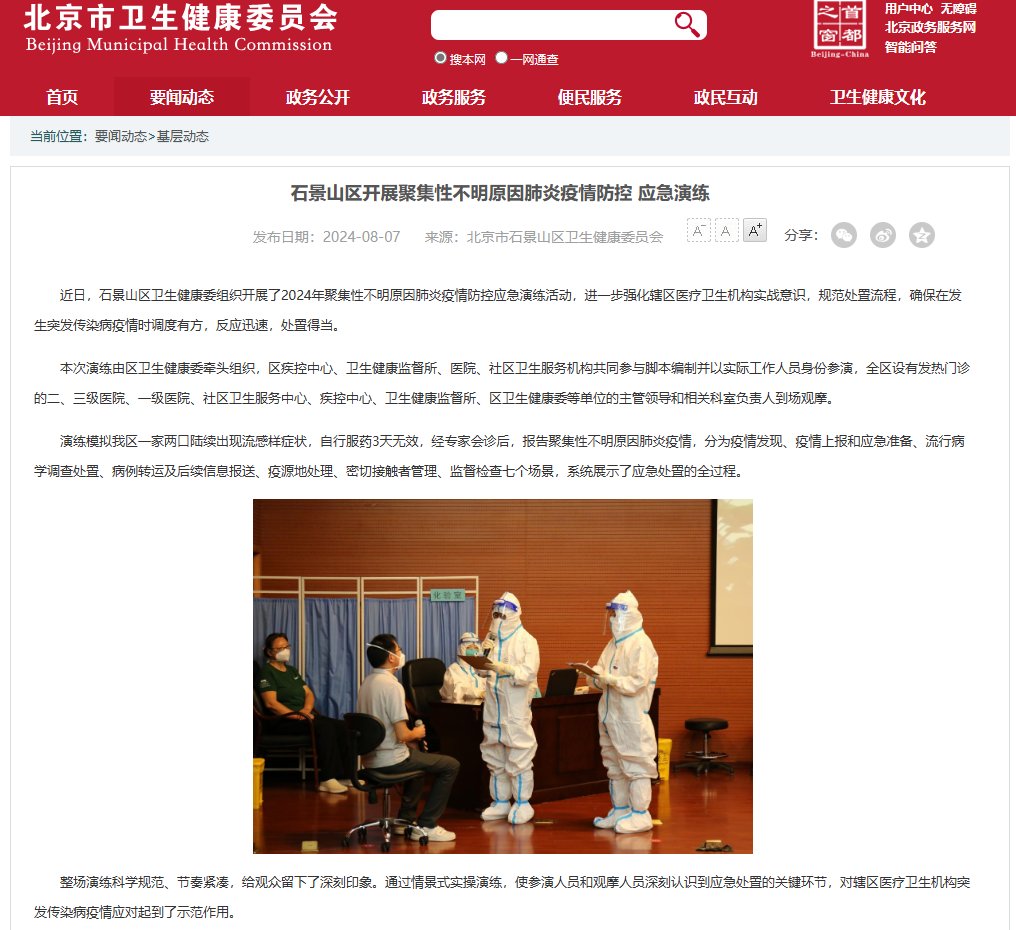 北京市卫生健康委员会
Beijing Municipal Health Commission
搜本网 一网通查
首都之窗
Beijing-China
用户中心 无障碍
北京政务服务网
智能问答
首页 要闻动态 政务公开 政务服务 便民服务 政民互动 卫生健康文化
当前位置：要闻动态>基层动态
石景山区开展聚集性不明原因肺炎疫情防控 应急演练
发布日期：2024-08-07 来源：北京市石景山区卫生健康委员会 A- A A+ 分享：
近日，石景山区卫生健康委组织开展了2024年聚集性不明原因肺炎疫情防控应急演练活动，进一步强化辖区医疗卫生机构实战意识，规范处置流程，确保在发
生突发传染病疫情时调度有方，反应迅速，处置得当。
本次演练由区卫生健康委牵头组织，区疾控中心、卫生健康监督所、医院、社区卫生服务机构共同参与脚本编制并以实际工作人员身份参演，全区设有发热门诊
的二、三级医院、一级医院、社区卫生服务中心、疾控中心、卫生健康监督所、区卫生健康委等单位的主管领导和相关科室负责人到场观摩。
演练模拟我区一家两口陆续出现流感样症状，自行服药3天无效，经专家会诊后，报告聚集性不明原因肺炎疫情，分为疫情发现、疫情上报和应急准备、流行病
学调查处置、病例转运及后续信息报送、疫源地处理、密切接触者管理、监督检查七个场景，系统展示了应急处置的全过程。
化验室
整场演练科学规范、节奏紧凑，给观众留下了深刻印象。通过情景式实操演练，使参演人员和观摩人员深刻认识到应急处置的关键环节，对辖区医疗卫生机构突
发传染病疫情应对起到了示范作用。